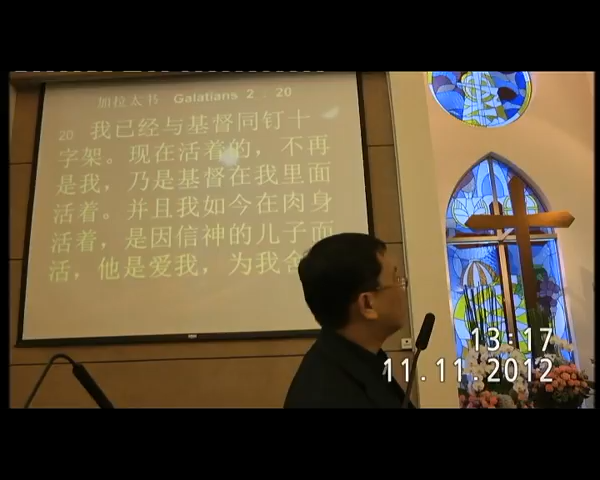 加拉太书 Galatians 2 : 20
20 我已经与基督同钉十
字架。现在活着的，不再
是我，乃是基督在我里面
活着。并且我如今在肉身
活着，是因信神的儿子而
活，他是爱我，为我舍
13:17
11.11.2012